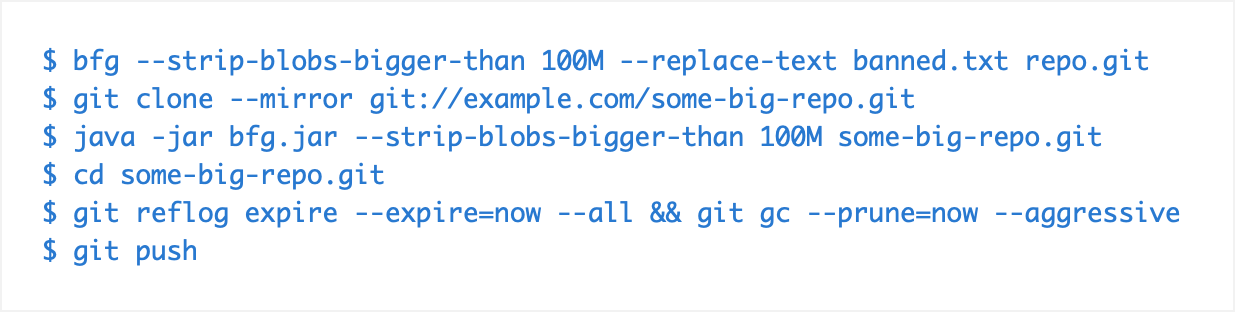 $ bfg --strip-blobs-bigger-than 100M --replace-text banned.txt repo.git
$ git clone --mirror git://example.com/some-big-repo.git
$ java -jar bfg.jar --strip-blobs-bigger-than 100M some-big-repo.git
$ cd some-big-repo.git
$ git reflog expire --expire=now --all && git gc --prune=now --aggressive
$ git push